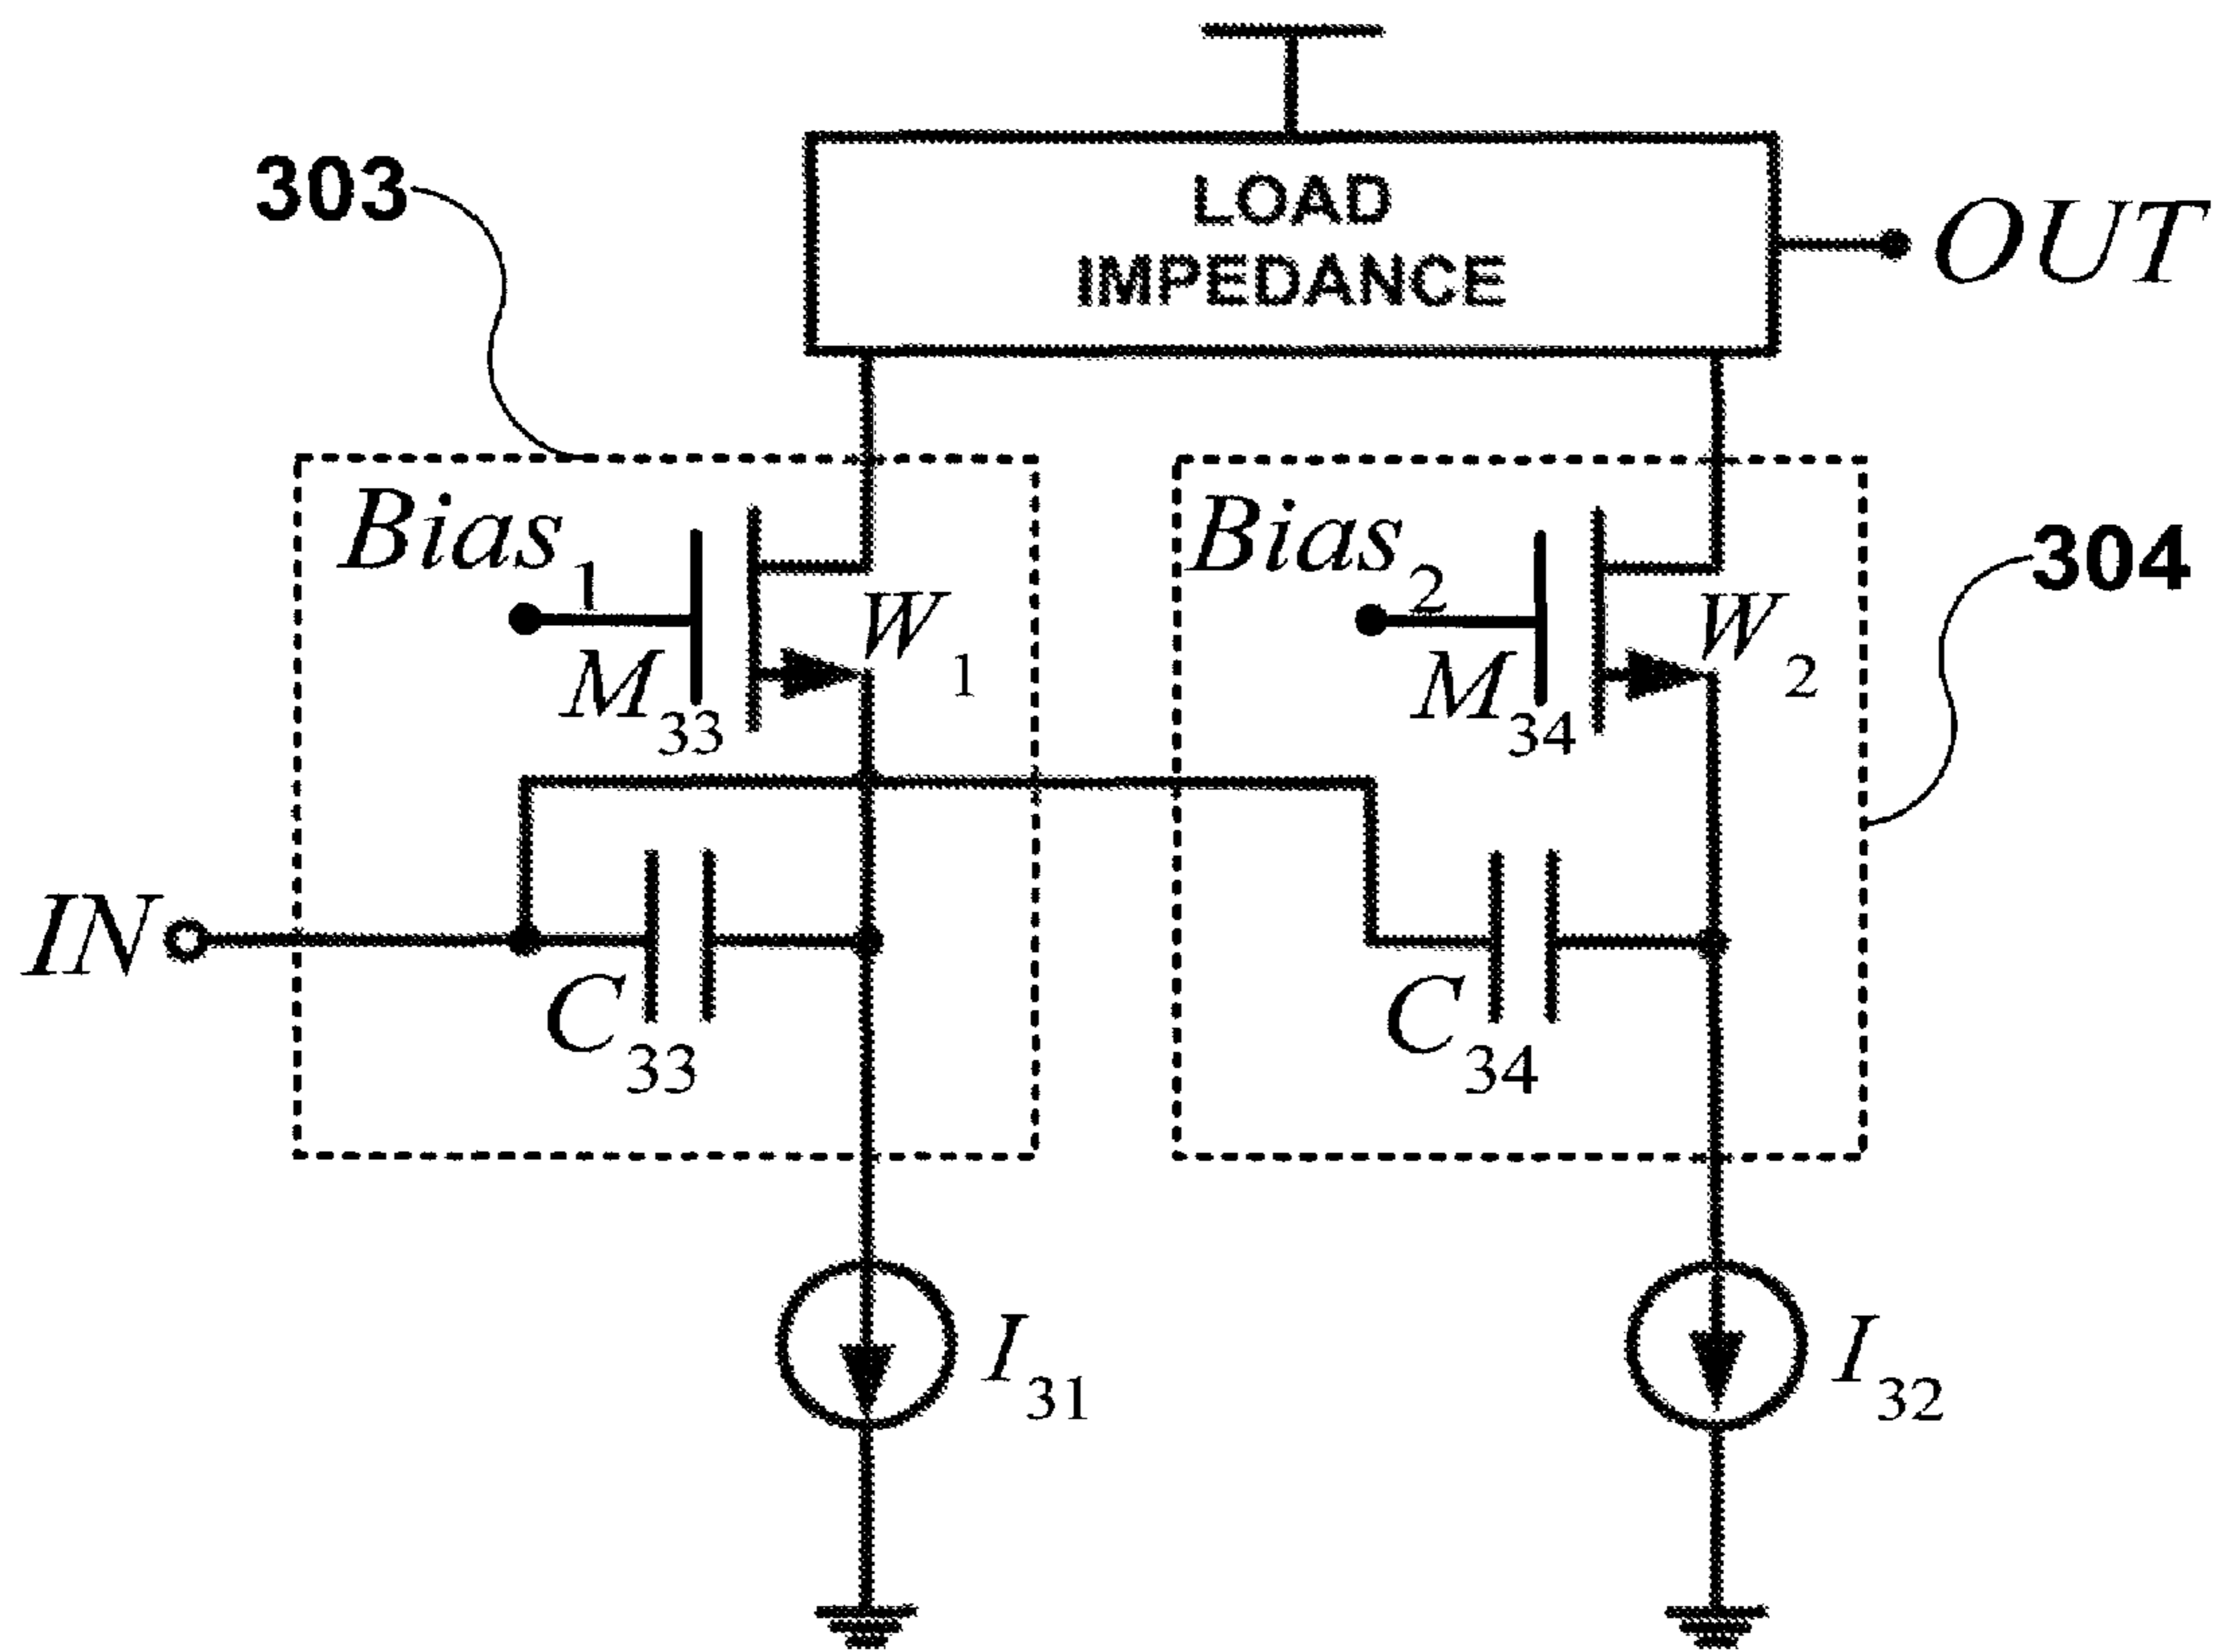 LOAD
IMPEDANCE
OUT
303
304
Bias1
Bias2
W1
W2
M33
M34
IN
C33
C34
I31
I32